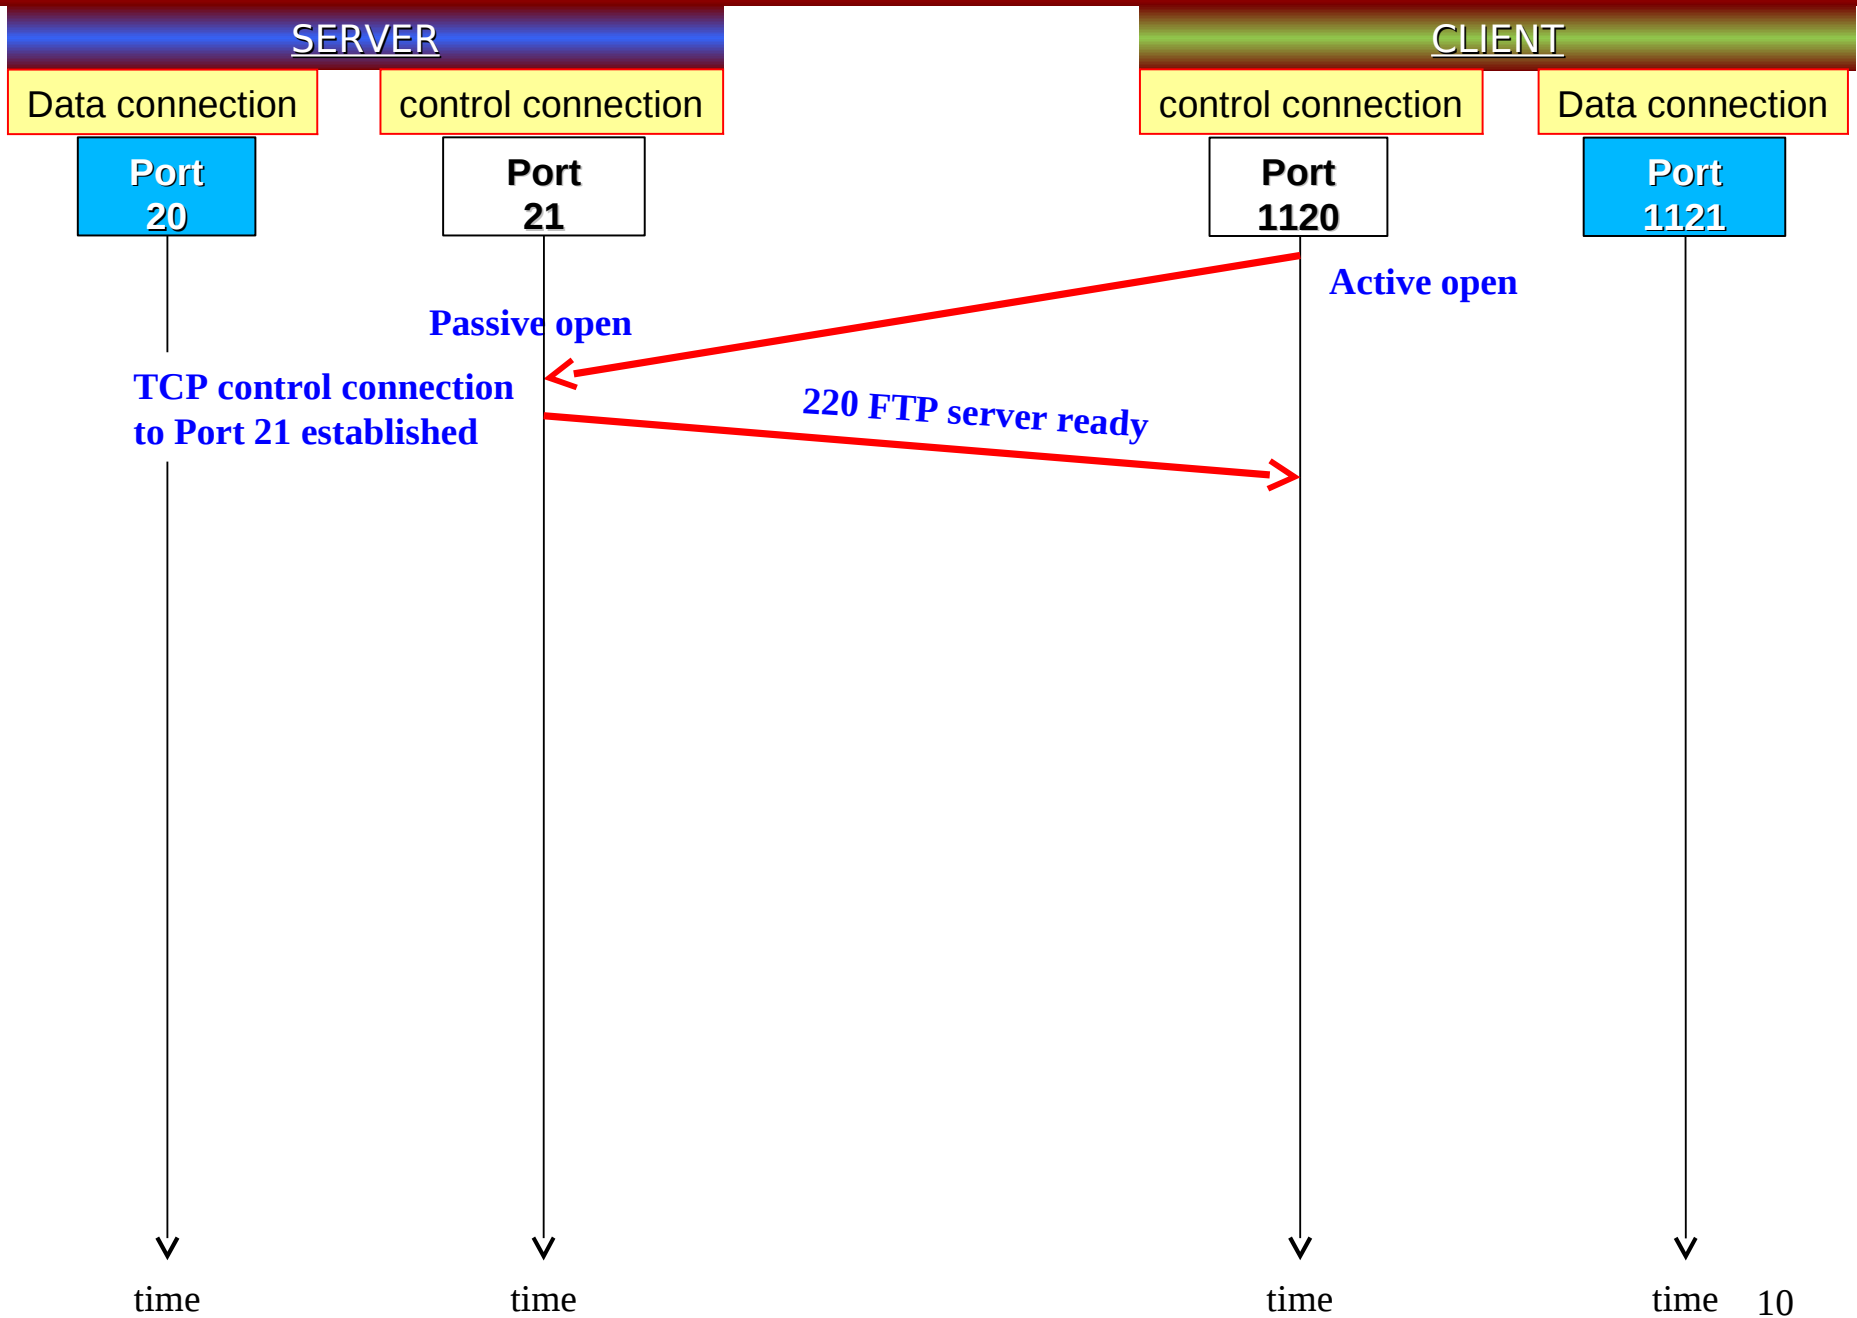 SERVER
CLIENT
Data connection
control connection
control connection
Data connection
Port
20
Port
21
Port
1120
Port
1121
Active open
Passive open
TCP control connection
to Port 21 established
220 FTP server ready
time
time
time
time
10